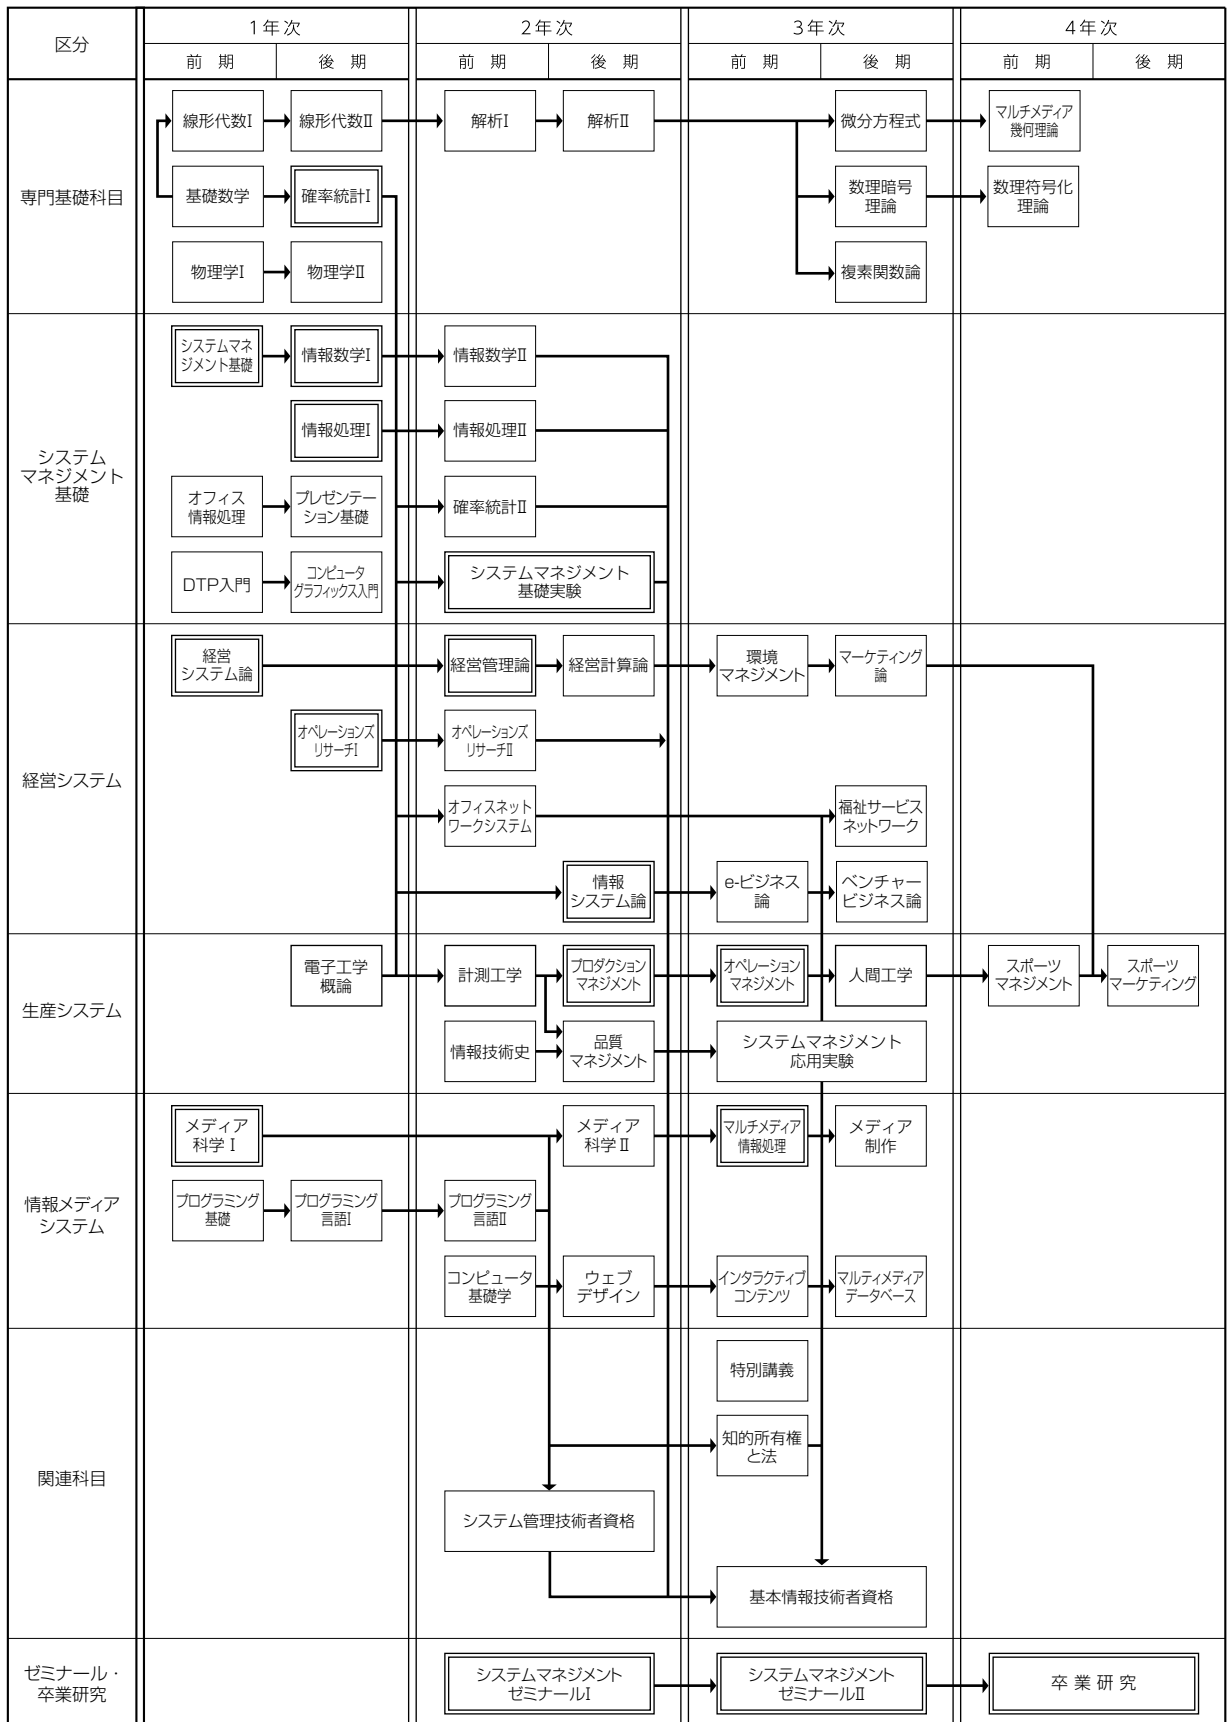 区分
1年次
2年次
3年次
4年次
前 期
後 期
前 期
後 期
前 期
後 期
前 期
後 期
専門基礎科目
線形代数I
線形代数II
解析I
解析II
微分方程式
マルチメディア
幾何理論
基礎数学
確率統計I
数理暗号
理論
数理符号化
理論
物理学I
物理学II
複素関数論
システム
マネジメント
基礎
システムマネ
ジメント基礎
情報数学I
情報数学II
情報処理I
情報処理II
オフィス
情報処理
プレゼンテー
ション基礎
確率統計II
DTP入門
コンピュータ
グラフィックス入門
システムマネジメント
基礎実験
経営システム
経営
システム論
経営管理論
経営計算論
環境
マネジメント
マーケティング
論
オペレーションズ
リサーチI
オペレーションズ
リサーチII
オフィスネット
ワークシステム
福祉サービス
ネットワーク
情報
システム論
e-ビジネス
論
ベンチャー
ビジネス論
生産システム
電子工学
概論
計測工学
プロダクション
マネジメント
オペレーション
マネジメント
人間工学
スポーツ
マネジメント
スポーツ
マーケティング
情報技術史
品質
マネジメント
システムマネジメント
応用実験
情報メディア
システム
メディア
科学 I
メディア
科学 II
マルチメディア
情報処理
メディア
制作
プログラミング
基礎
プログラミング
言語I
プログラミング
言語II
コンピュータ
基礎学
ウェブ
デザイン
インタラクティブ
コンテンツ
マルティメディア
データベース
関連科目
特別講義
知的所有権
と法
システム管理技術者資格
基本情報技術者資格
ゼミナール・
卒業研究
システムマネジメント
ゼミナールI
システムマネジメント
ゼミナールII
卒 業 研 究